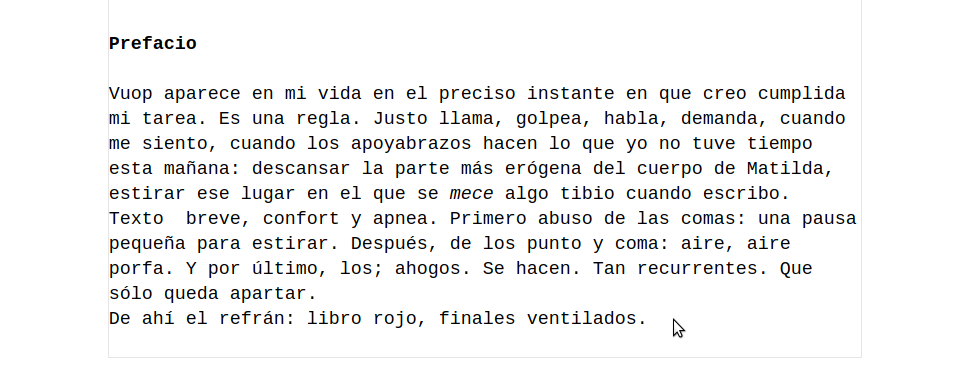 Prefacio
Vuop aparece en mi vida en el preciso instante en que creo cumplida
mi tarea. Es una regla. Justo llama, golpea, habla, demanda, cuando
me siento, cuando los apoyabrazos hacen lo que yo no tuve tiempo
esta mañana: descansar la parte más erógena del cuerpo de Matilda,
estirar ese lugar en el que se mece algo tibio cuando escribo.
Texto  breve, confort y apnea. Primero abuso de las comas: una pausa
pequeña para estirar. Después, de los punto y coma: aire, aire
porfa. Y por último, los; ahogos. Se hacen. Tan recurrentes. Que
sólo queda apartar.
De ahí el refrán: libro rojo, finales ventilados.